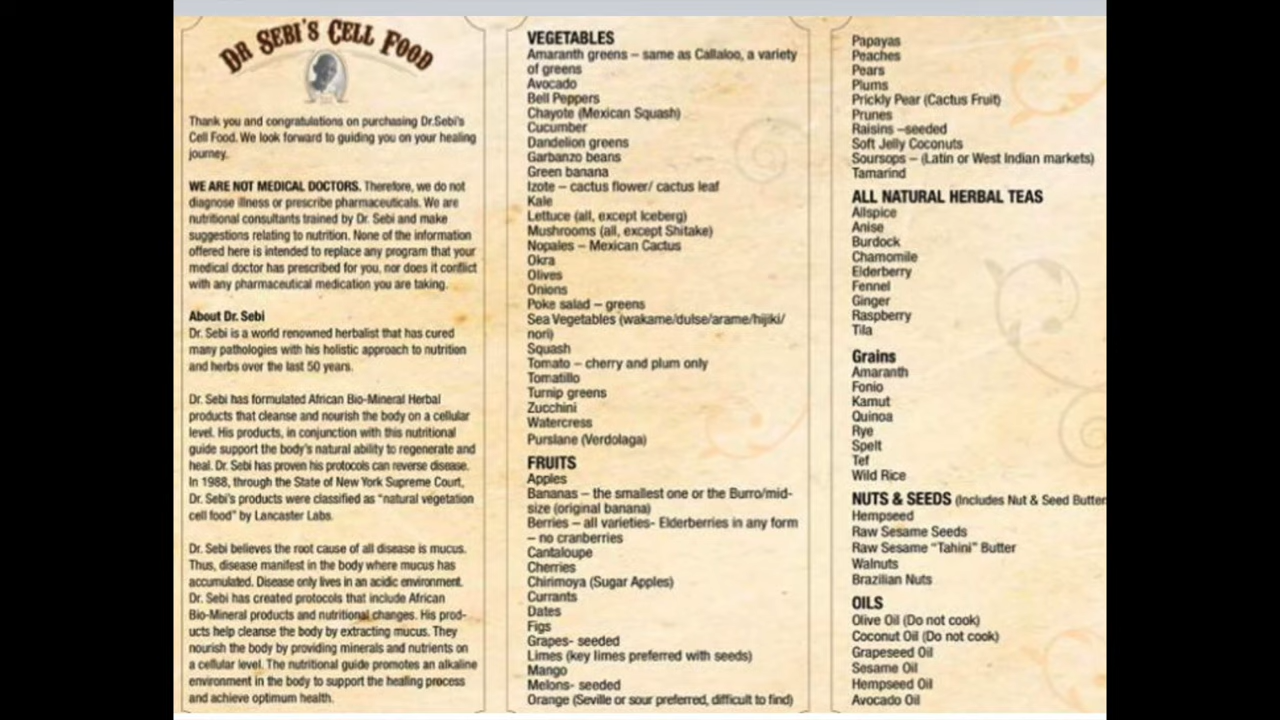 DR SEBI'S CELL FOOD
Thank you and congratulations on purchasing Dr.Sebi's
Cell Food. We look forward to guiding you on your healing
journey.
WE ARE NOT MEDICAL DOCTORS. Therefore, we do not
diagnose illness or prescribe pharmaceuticals. We are
nutritional consultants trained by Dr. Sebi and make
suggestions relating to nutrition. None of the information
offered here is intended to replace any program that your
medical doctor has prescribed for you, nor does it conflict
with any pharmaceutical medication you are taking.
About Dr. Sebi
Dr. Sebi is a world renowned herbalist that has cured
many pathologies with his holistic approach to nutrition
and herbs over the last 50 years.
Dr. Sebi has formulated African Bio-Mineral Herbal
products that cleanse and nourish the body on a cellular
level. His products, in conjunction with this nutritional
guide support the body's natural ability to regenerate and
heal. Dr. Sebi has proven his protocols can reverse disease.
In 1988, through the State of New York Supreme Court,
Dr. Sebi's products were classified as "natural vegetation
cell food" by Lancaster Labs.
Dr. Sebi believes the root cause of all disease is mucus.
Thus, disease manifest in the body where mucus has
accumulated. Disease only lives in an acidic environment.
Dr. Sebi has created protocols that include African
Bio-Mineral products and nutritional changes. His prod-
ucts help cleanse the body by extracting mucus. They
nourish the body by providing minerals and nutrients on
a cellular level. The nutritional guide promotes an alkaline
environment in the body to support the healing process
and achieve optimum health.
VEGETABLES
Amaranth greens – same as Callaloo, a variety
of greens
Avocado
Bell Peppers
Chayote (Mexican Squash)
Cucumber
Dandelion greens
Garbanzo beans
Green banana
Izote – cactus flower/ cactus leaf
Kale
Lettuce (all, except Iceberg)
Mushrooms (all, except Shitake)
Nopales – Mexican Cactus
Okra
Olives
Onions
Poke salad – greens
Sea Vegetables (wakame/dulse/arame/hijiki/
nori)
Squash
Tomato – cherry and plum only
Tomatillo
Turnip greens
Zucchini
Watercress
Purslane (Verdolaga)
FRUITS
Apples
Bananas – the smallest one or the Burro/mid-
size (original banana)
Berries – all varieties- Elderberries in any form
– no cranberries
Cantaloupe
Cherries
Chirimoya (Sugar Apples)
Currants
Dates
Figs
Grapes- seeded
Limes (key limes preferred with seeds)
Mango
Melons- seeded
Orange (Seville or sour preferred, difficult to find)
Papayas
Peaches
Pears
Plums
Prickly Pear (Cactus Fruit)
Prunes
Raisins –seeded
Soft Jelly Coconuts
Soursops – (Latin or West Indian markets)
Tamarind
ALL NATURAL HERBAL TEAS
Allspice
Anise
Burdock
Chamomile
Elderberry
Fennel
Ginger
Raspberry
Tila
Grains
Amaranth
Fonio
Kamut
Quinoa
Rye
Spelt
Tef
Wild Rice
NUTS & SEEDS (Includes Nut & Seed Butter
Hempseed
Raw Sesame Seeds
Raw Sesame "Tahini" Butter
Walnuts
Brazilian Nuts
OILS
Olive Oil (Do not cook)
Coconut Oil (Do not cook)
Grapeseed Oil
Sesame Oil
Hempseed Oil
Avocado Oil